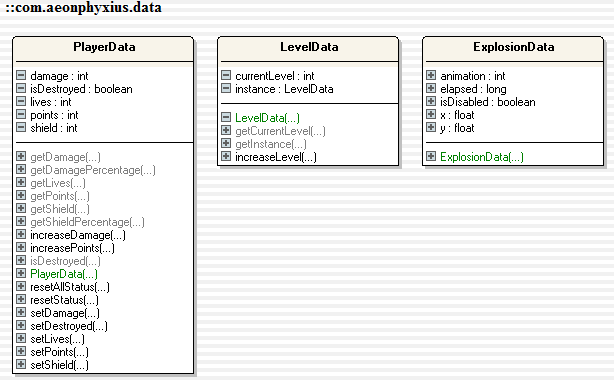 ::com.aeonphyxius.data
PlayerData
damage : int
isDestroyed : boolean
lives : int
points : int
shield : int
getDamage(...)
getDamagePercentage(...)
getLives(...)
getPoints(...)
getShield(...)
getShieldPercentage(...)
increaseDamage(...)
increasePoints(...)
isDestroyed(...)
PlayerData(...)
resetAllStatus(...)
resetStatus(...)
setDamage(...)
setDestroyed(...)
setLives(...)
setPoints(...)
setShield(...)
LevelData
currentLevel : int
instance : LevelData
LevelData(...)
getCurrentLevel(...)
getInstance(...)
increaseLevel(...)
ExplosionData
animation : int
elapsed : long
isDisabled : boolean
x : float
y : float
ExplosionData(...)